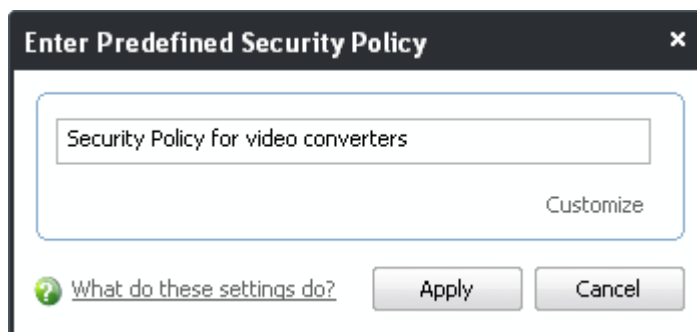 Enter Predefined Security Policy
Security Policy for video converters
Customize
What do these settings do?
Apply
Cancel